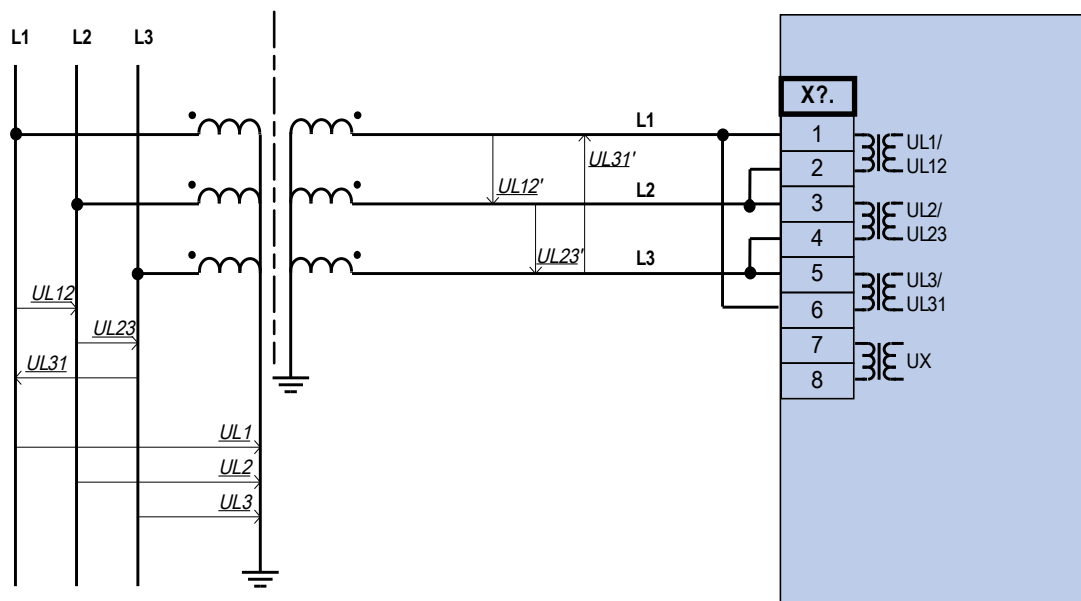 L1 L2 L3
X?.
L1
1
UL1/
UL31'
2
UL12
UL12'
L2
3
UL2/
4
UL23
UL23'
L3
5
UL3/
UL12
6
UL31
UL23
7
UL31
UX
8
UL1
UL2
UL3